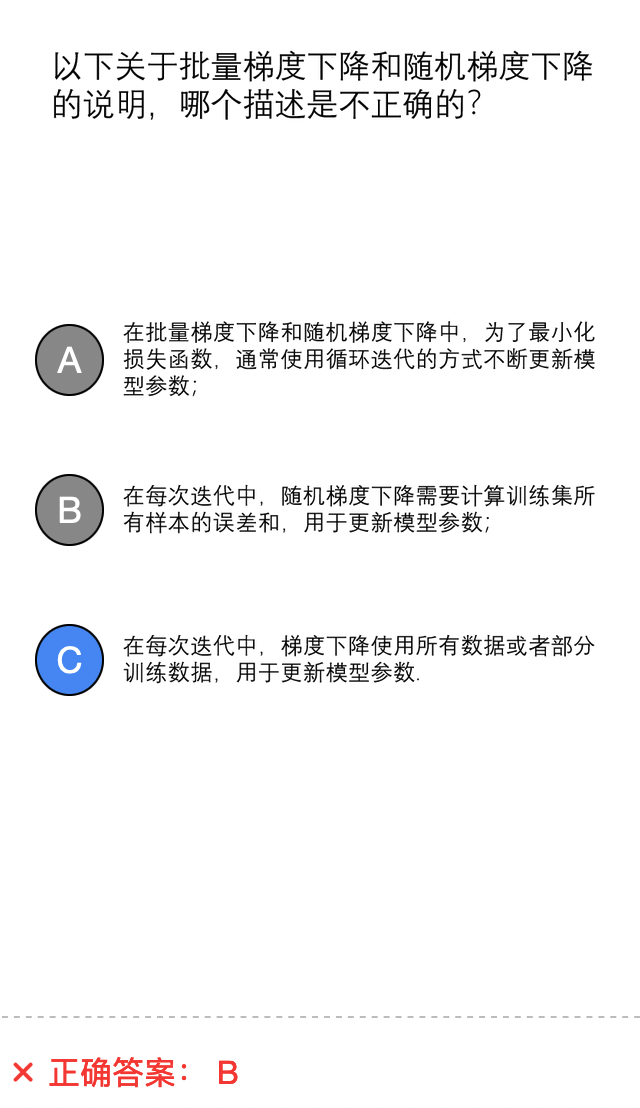 以下关于批量梯度下降和随机梯度下降
的说明，哪个描述是不正确的？
A
在批量梯度下降和随机梯度下降中，为了最小化
损失函数，通常使用循环迭代的方式不断更新模
型参数；
B
在每次迭代中，随机梯度下降需要计算训练集所
有样本的误差和，用于更新模型参数；
C
在每次迭代中，梯度下降使用所有数据或者部分
训练数据，用于更新模型参数.
× 正确答案： B